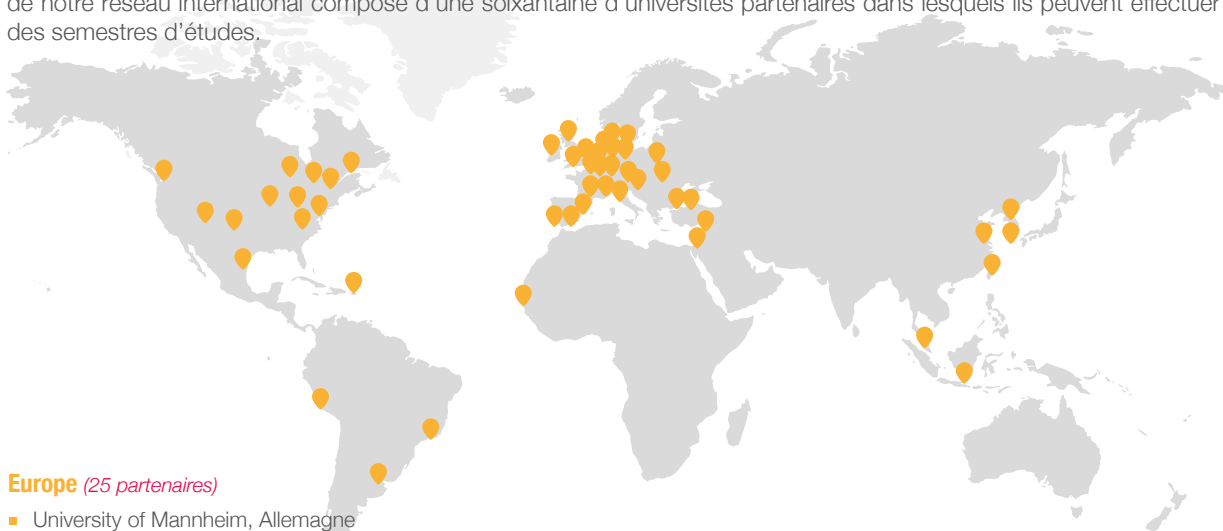 de notre réseau international composé d'une soixantaine d'universités partenaires dans lesquels ils peuvent effectuer
des semestres d'études.
Europe (25 partenaires)
University of Mannheim, Allemagne